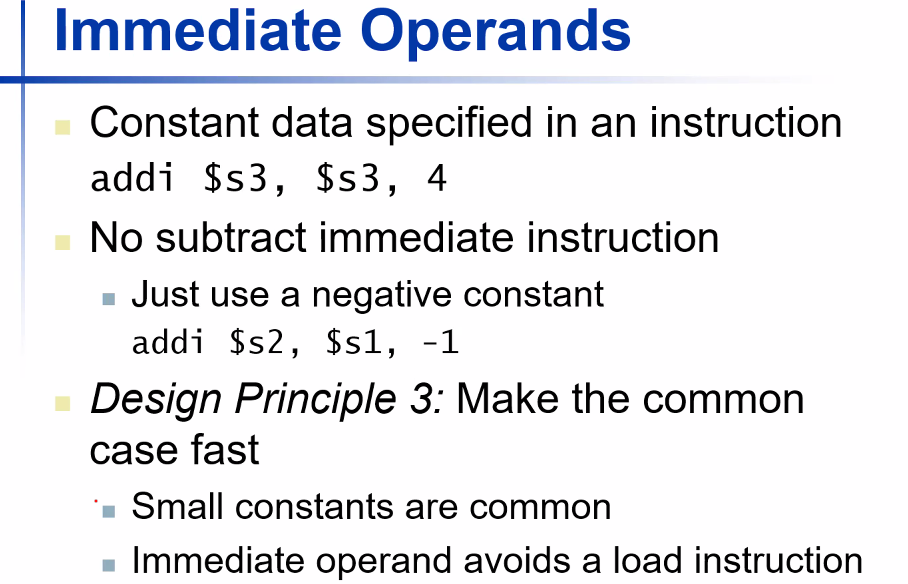 Immediate Operands
Constant data specified in an instruction
addi $s3, $s3, 4
No subtract immediate instruction
Just use a negative constant
addi $s2, $s1, -1
Design Principle 3: Make the common
case fast
Small constants are common
Immediate operand avoids a load instruction